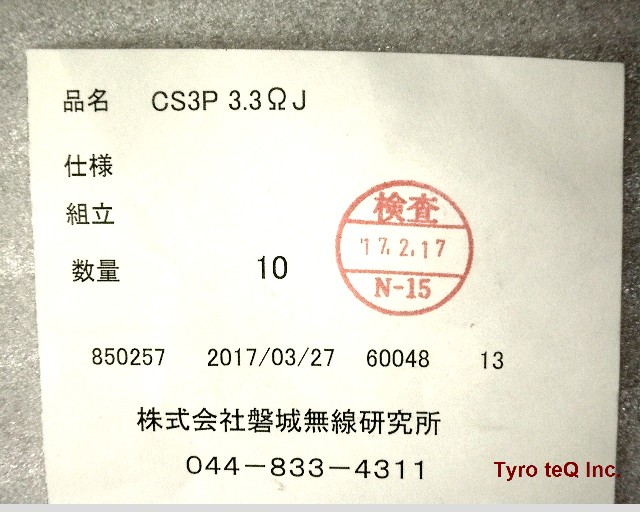 品名 CS3P 3.3ΩJ
仕様
組立
検査
'17.2.17
数量 10
N-15
850257 2017/03/27 60048 13
株式会社磐城無線研究所
044-833-4311
Tyro teQ Inc.